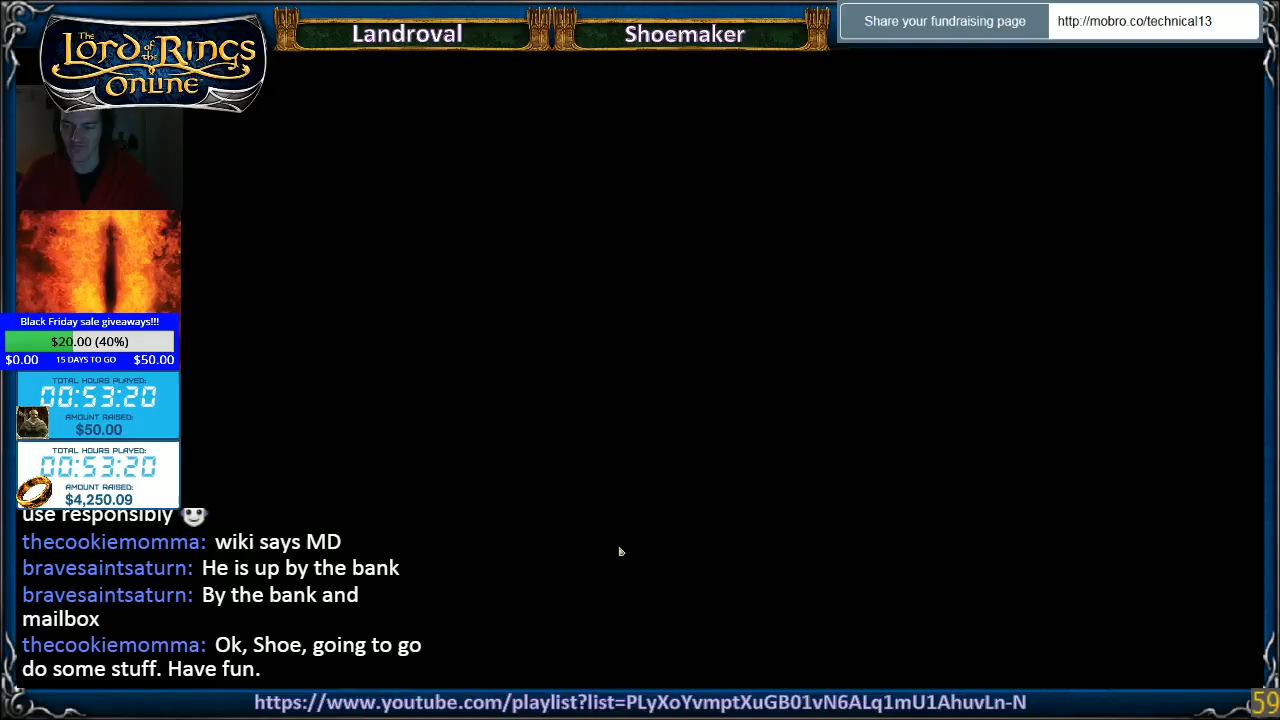 The
Lord of the Rings
ONLINE
Landroval
Shoemaker
Share your fundraising page
http://mobro.co/technical13
Black Friday sale giveaways!!!
$20.00 (40%)
$0.00 15 DAYS TO GO $50.00
TOTAL HOURS PLAYED:
00:53:20
AMOUNT RAISED:
$50.00
TOTAL HOURS PLAYED:
00:53:20
AMOUNT RAISED:
$4,250.09
use responsibly
thecookiemomma: wiki says MD
bravesaintsaturn: He is up by the bank
bravesaintsaturn: By the bank and
mailbox
thecookiemomma: Ok, Shoe, going to go
do some stuff. Have fun.
https://www.youtube.com/playlist?list=PLyXoYvmptXuGB01vN6ALq1mU1AhuvLn-N
59